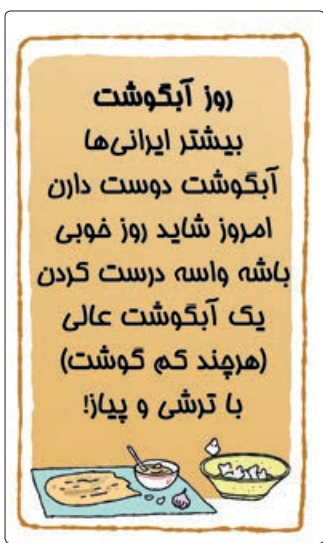 روز آبگوشت
بیشتر ایرانی‌ها
آبگوشت دوست دارن
امروز شاید روز خوبی
باشه واسه درست کردن
یک آبگوشت عالی
(هرچند کم گوشت)
با ترشی و پیاز!